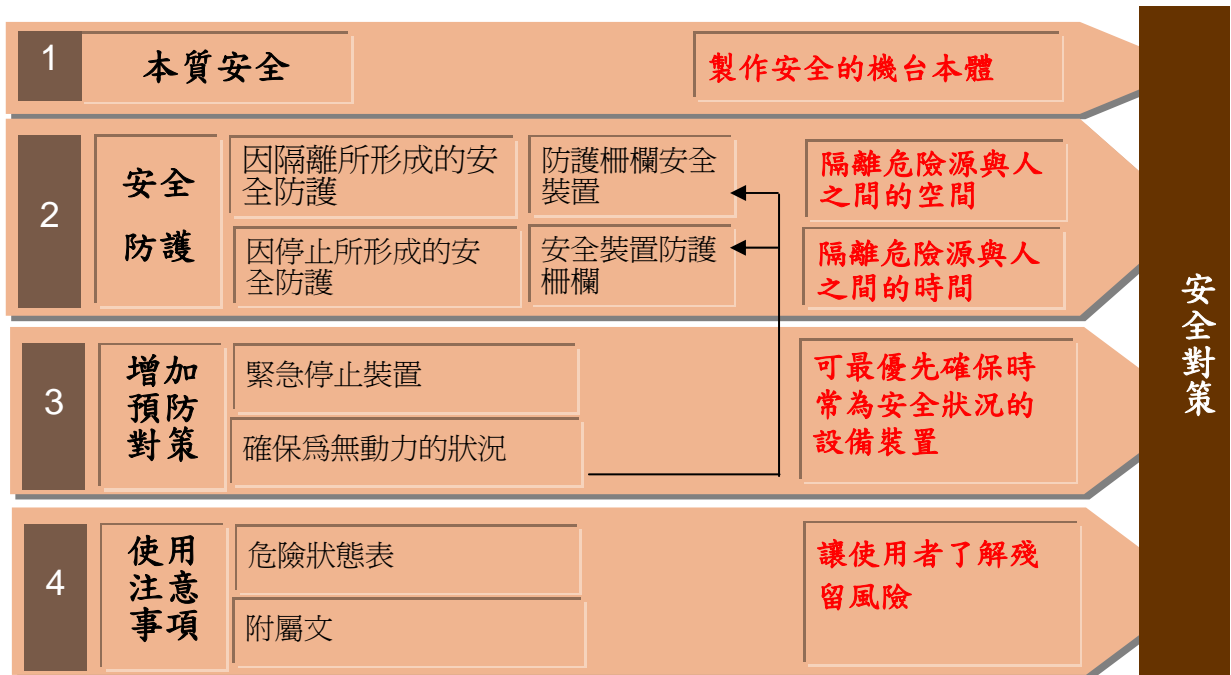 1
本質安全
製作安全的機台本體
2
安全
防護
因隔離所形成的安
全防護
防護柵欄安全
裝置
隔離危險源與人
之間的空間
因停止所形成的安
全防護
安全裝置防護
柵欄
隔離危險源與人
之間的時間
3
增加
預防
對策
緊急停止裝置
確保爲無動力的狀況
可最優先確保時
常為安全狀況的
設備裝置
4
使用
注意
事項
危險狀態表
附屬文
讓使用者了解殘
留風險
安全對策